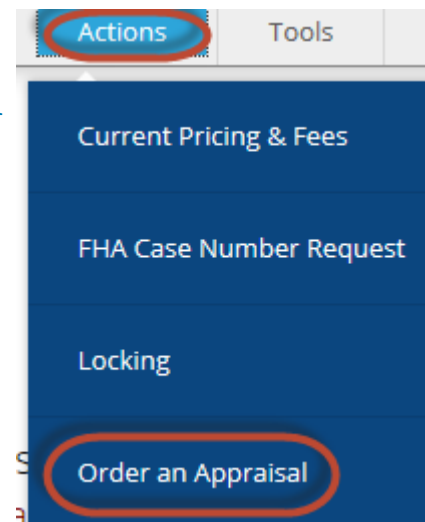 Actions Tools
Current Pricing & Fees
FHA Case Number Request
Locking
Order an Appraisal